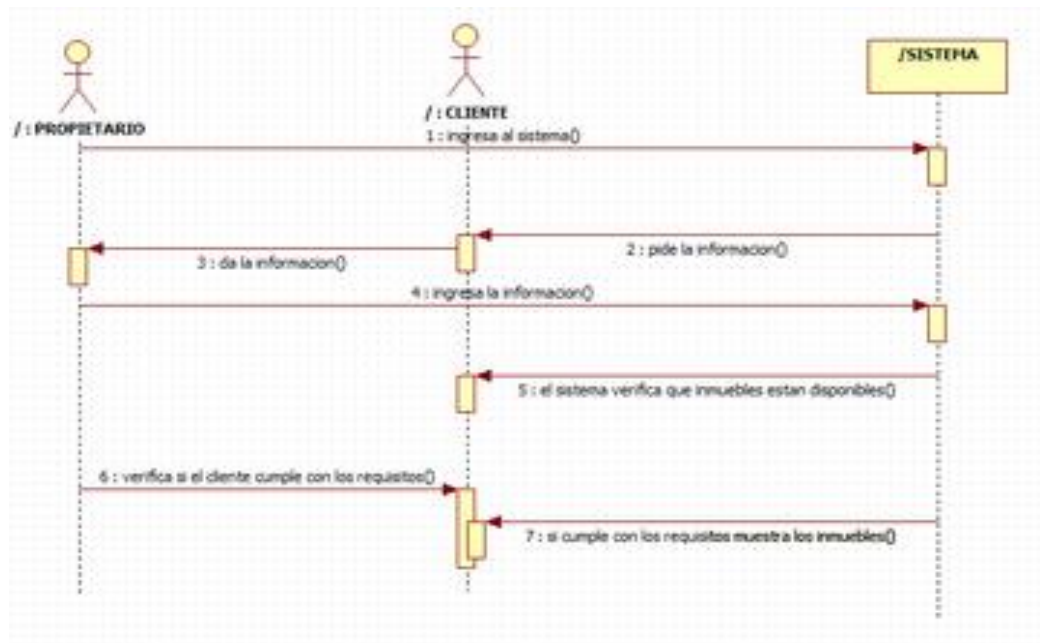 / : PROPIETARIO
/ : CLIENTE
/SISTEMA
1 : ingresa al sistema()
2 : pide la informacion()
3 : da la informacion()
4 : ingresa la informacion()
5 : el sistema verifica que inmuebles estan disponibles()
6 : verifica si el cliente cumple con los requisitos()
7 : si cumple con los requisitos muestra los inmuebles()